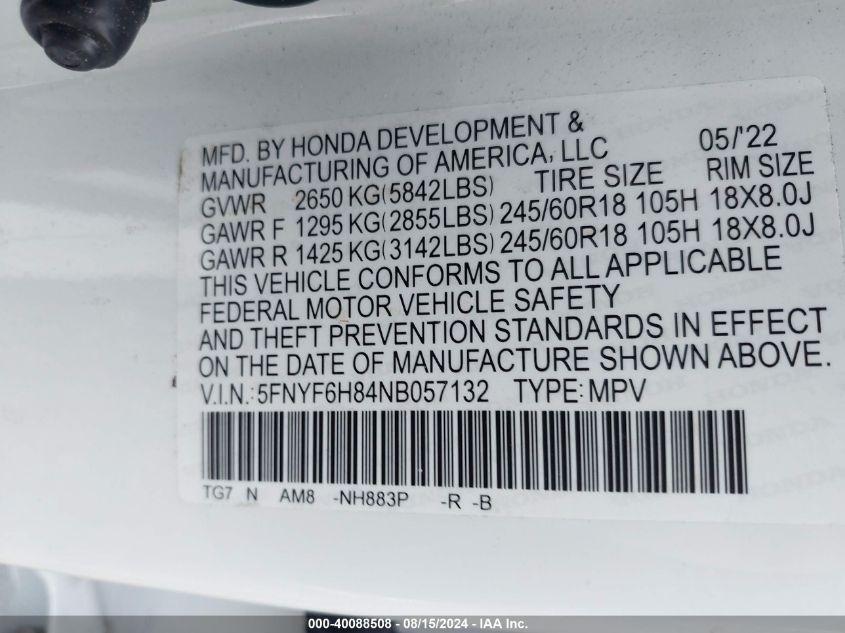 MFD. BY HONDA DEVELOPMENT &
MANUFACTURING OF AMERICA, LLC 05/'22
GVWR 2650 KG(5842LBS) TIRE SIZE RIM SIZE
GAWR F 1295 KG(2855LBS) 245/60R18 105H 18X8.0J
GAWR R 1425 KG(3142LBS) 245/60R18 105H 18X8.0J
THIS VEHICLE CONFORMS TO ALL APPLICABLE
FEDERAL MOTOR VEHICLE SAFETY
AND THEFT PREVENTION STANDARDS IN EFFECT
ON THE DATE OF MANUFACTURE SHOWN ABOVE.
V.I.N.:5FNYF6H84NB057132 TYPE:MPV
TG7 N AM8 -NH883P -R -B
000-40088508 - 08/15/2024 - IAA Inc.